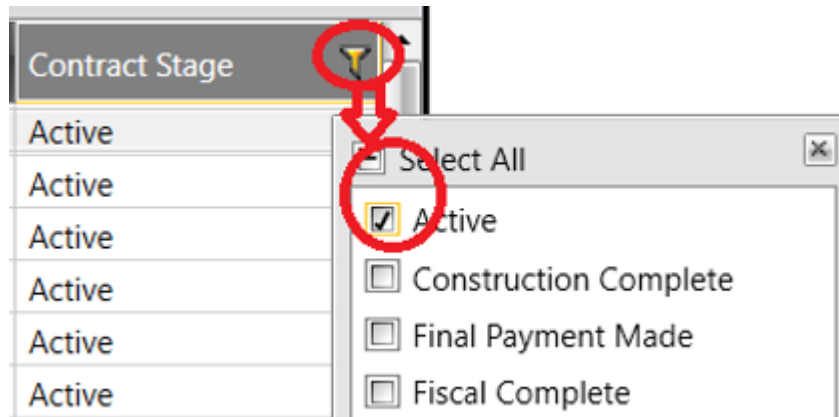 Contract Stage
Active
Active
Active
Active
Active
Active
Select All
Active
Construction Complete
Final Payment Made
Fiscal Complete